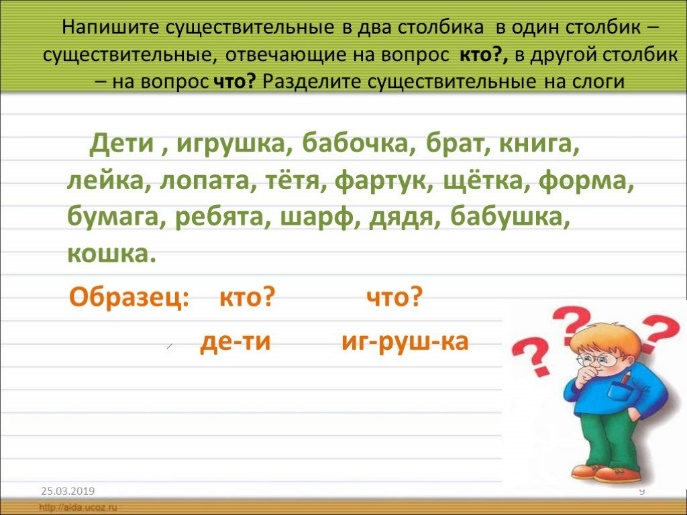 Напишите существительные в два столбика в один столбик –
существительные, отвечающие на вопрос кто?, в другой столбик
– на вопрос что? Разделите существительные на слоги
Дети , игрушка, бабочка, брат, книга,
лейка, лопата, тётя, фартук, щётка, форма,
бумага, ребята, шарф, дядя, бабушка,
кошка.
Образец: кто? что?
де-ти иг-руш-ка
25.03.2019 9
http://aida.ucoz.ru